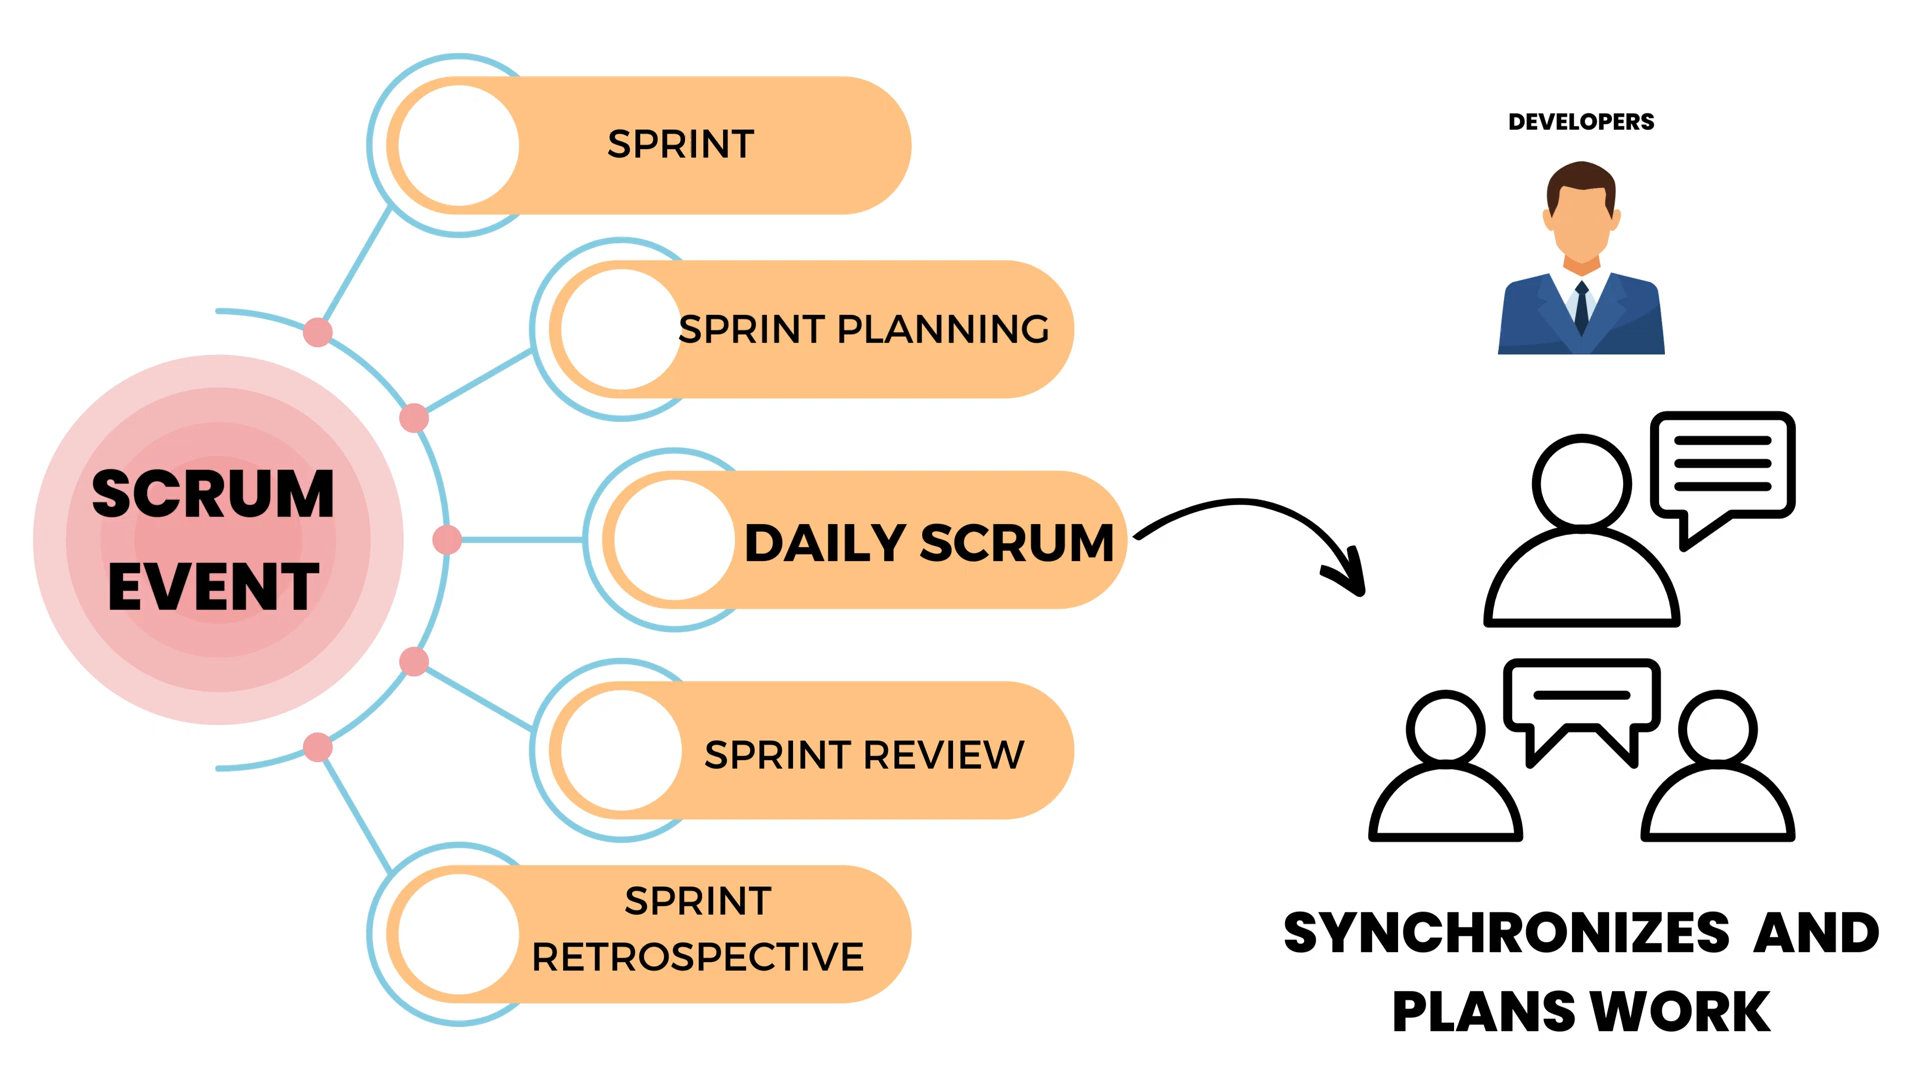 SCRUM
EVENT
SPRINT
SPRINT PLANNING
DAILY SCRUM
SPRINT REVIEW
SPRINT
RETROSPECTIVE
DEVELOPERS
SYNCHRONIZES AND
PLANS WORK